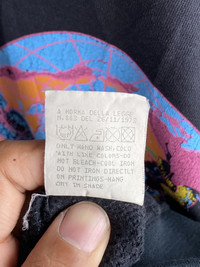 A NORMA DELLA LEGGE
N.883 DEL 26/11/1973
ONLY HAND WASH/COLD
WITH LIKE COLORS-DO
NOT BLEACH-COOL IRON
DO NOT IRON DIRECTLY
ON PRINTINGS-HANG
DRY IN SHADE